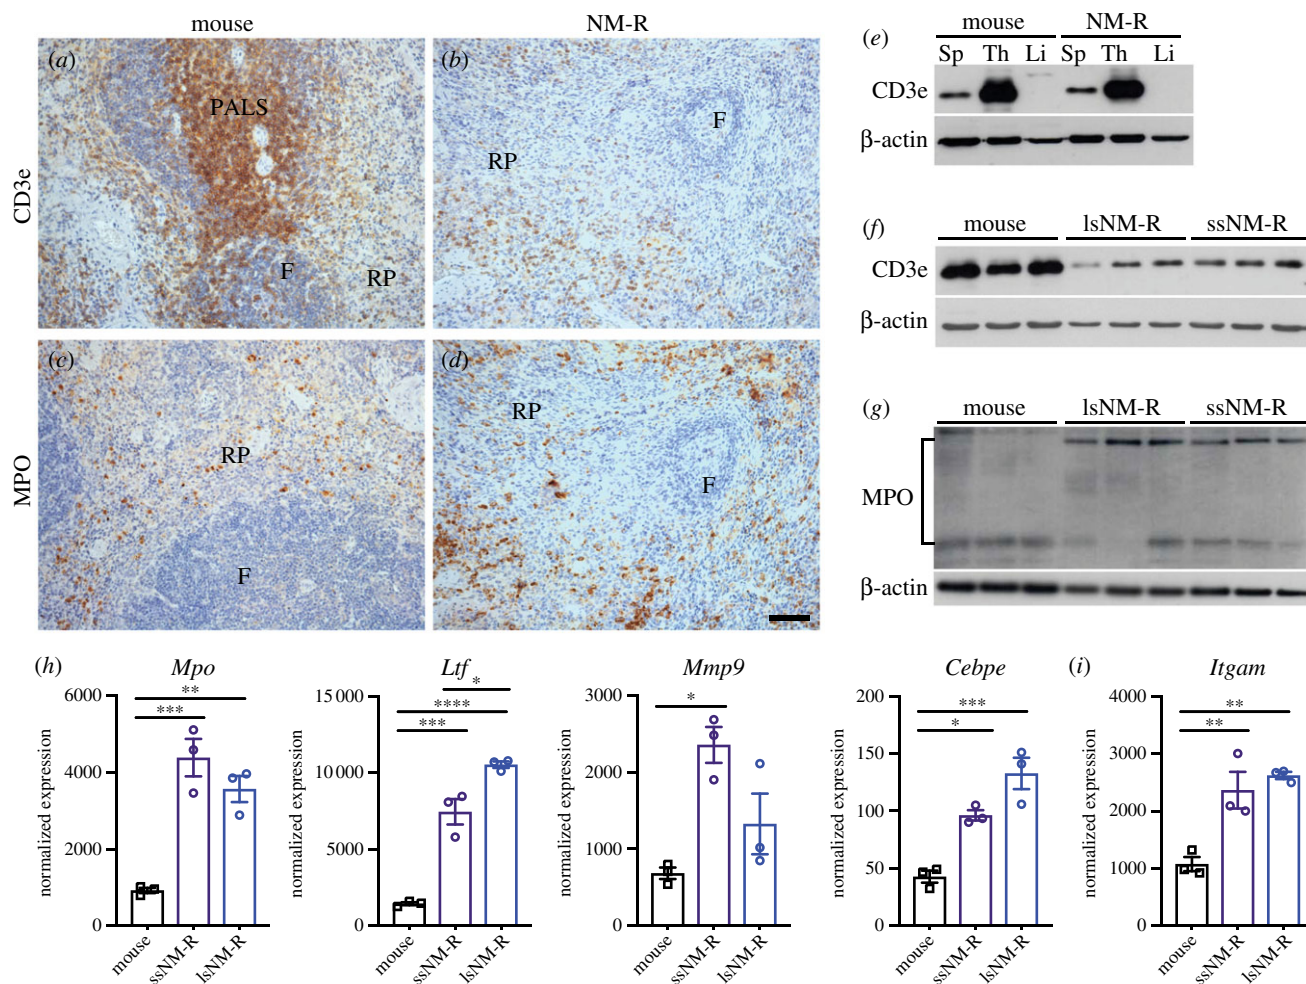 mouse
NM-R
CD3e
MPO
(a)
PALS
F
RP
(b)
F
RP
(c)
RP
F
(d)
RP
F
(e)
mouse NM-R
Sp Th Li Sp Th Li
CD3e
β-actin
(f)
mouse lsNM-R ssNM-R
CD3e
β-actin
(g)
mouse lsNM-R ssNM-R
MPO
β-actin
(h)
Mpo
normalized expression
6000
4000
2000
0
**
***
mouse
ssNM-R
lsNM-R
Ltf
normalized expression
15 000
10 000
5000
0
*
****
***
mouse
ssNM-R
lsNM-R
Mmp9
normalized expression
3000
2000
1000
0
*
mouse
ssNM-R
lsNM-R
Cebpe
normalized expression
200
150
100
50
0
***
*
mouse
ssNM-R
lsNM-R
(i)
Itgam
normalized expression
4000
3000
2000
1000
0
**
**
mouse
ssNM-R
lsNM-R